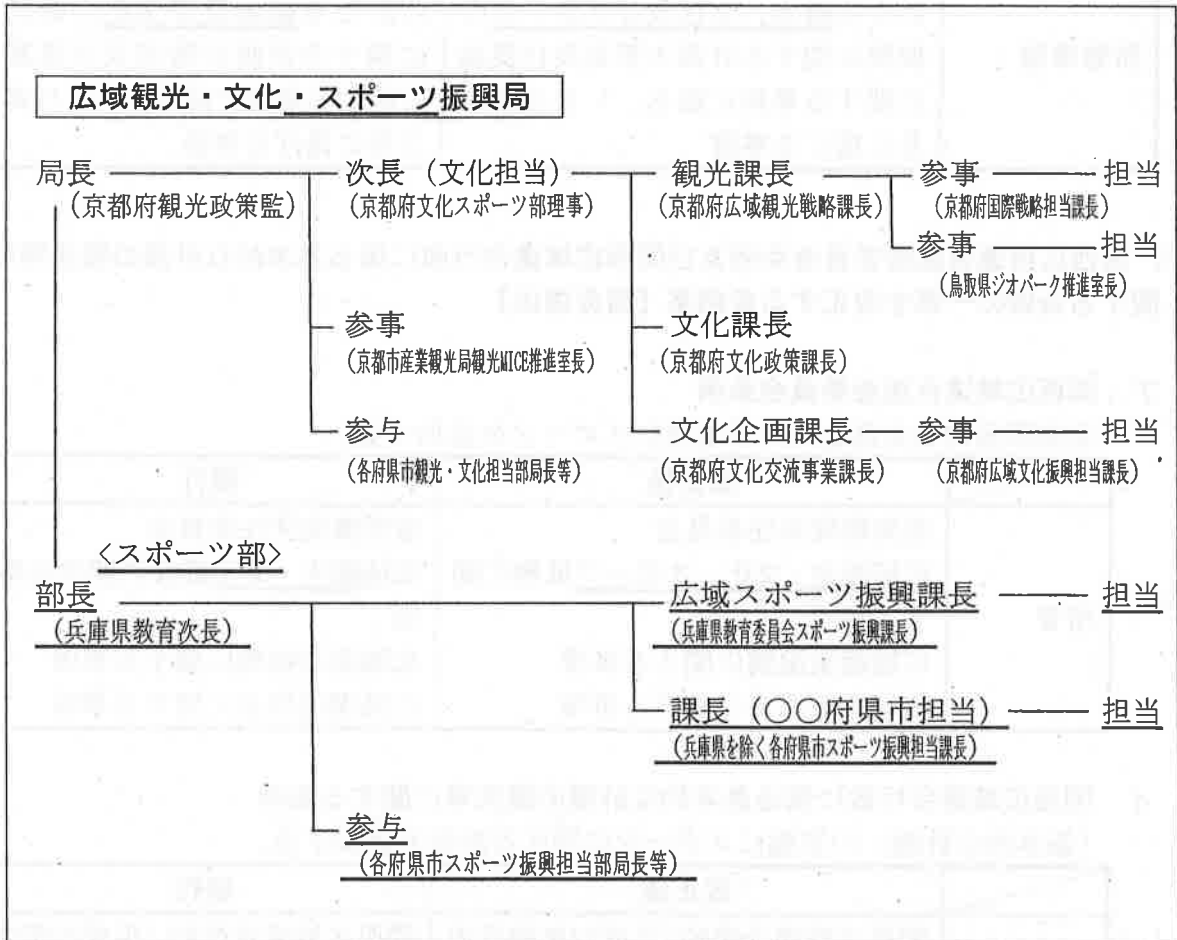 広域観光・文化・スポーツ振興局
局長 次長（文化担当） 観光課長 参事 担当
（京都府観光政策監） （京都府文化スポーツ部理事） （京都府広域観光戦略課長） （京都府国際戦略担当課長）
参事 担当
（鳥取県ジオパーク推進室長）
参事 文化課長
（京都市産業観光局観光MICE推進室長） （京都府文化政策課長）
参与 文化企画課長 参事 担当
（各府県市観光・文化担当部局長等） （京都府文化交流事業課長） （京都府広域文化振興担当課長）
〈スポーツ部〉
部長 広域スポーツ振興課長 担当
（兵庫県教育次長） （兵庫県教育委員会スポーツ振興課長）
課長（〇〇府県市担当） 担当
（兵庫県を除く各府県市スポーツ振興担当課長）
参与
（各府県市スポーツ振興担当部局長等）